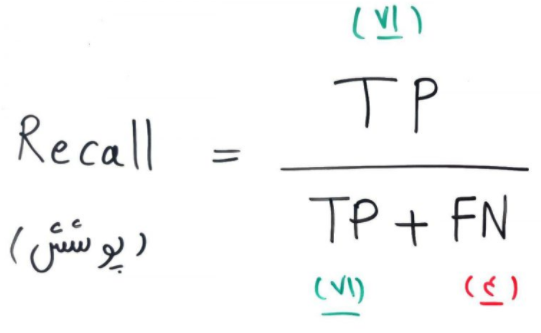 (۷۱)
TP
Recall =
TP + FN
(پوشش)
(۷۱) (٤)